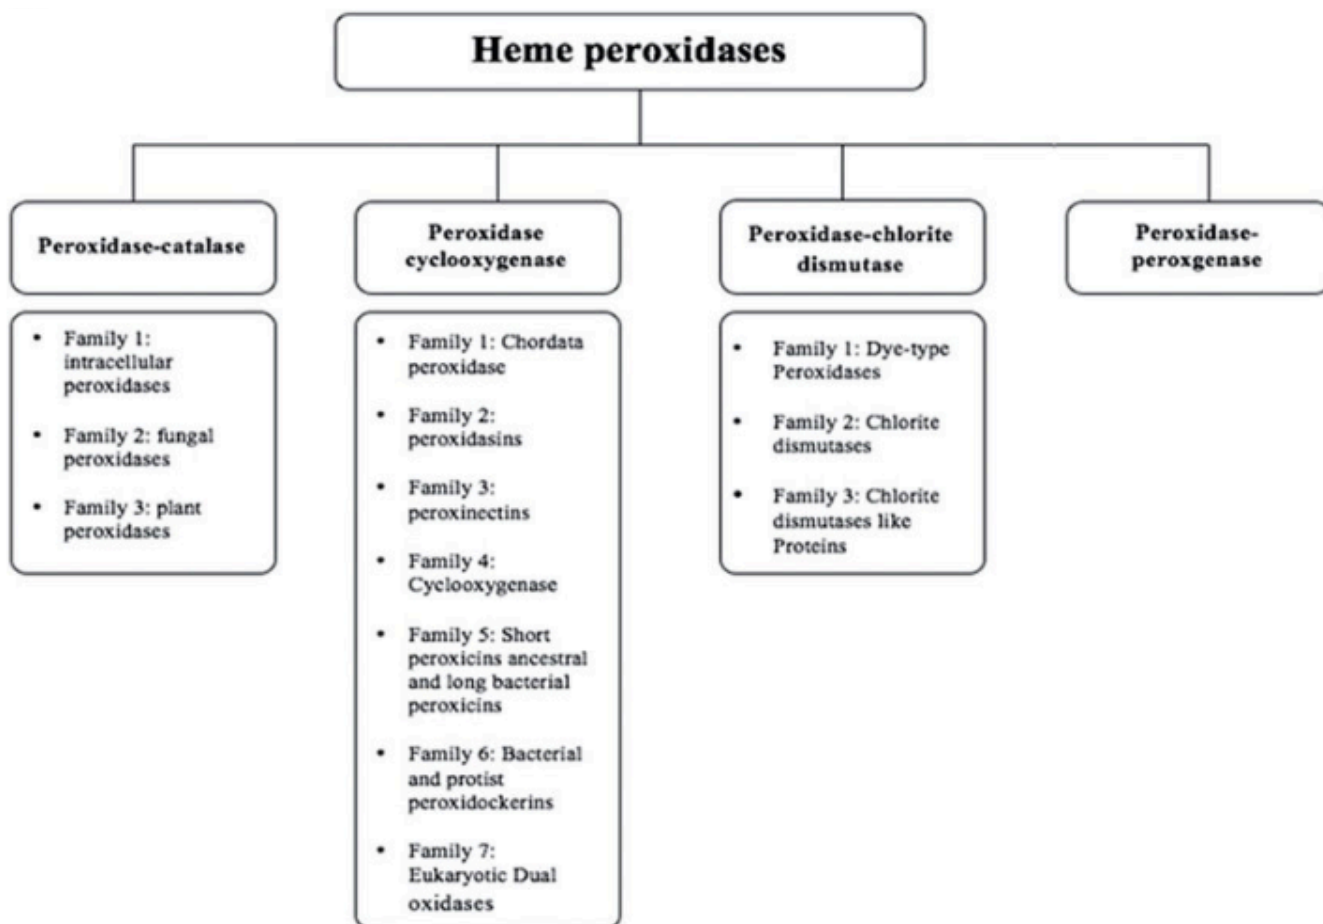 Heme peroxidases
Peroxidase-catalase
Peroxidase
cyclooxygenase
Peroxidase-chlorite
dismutase
Peroxidase-
peroxgenase
• Family 1:
intracellular
peroxidases
• Family 2: fungal
peroxidases
• Family 3: plant
peroxidases
• Family 1: Chordata
peroxidase
• Family 2:
peroxidasins
• Family 3:
peroxinectins
• Family 4:
Cyclooxygenase
• Family 5: Short
peroxicins ancestral
and long bacterial
peroxicins
• Family 6: Bacterial
and protist
peroxidockerins
• Family 7:
Eukaryotic Dual
oxidases
• Family 1: Dye-type
Peroxidases
• Family 2: Chlorite
dismutases
• Family 3: Chlorite
dismutases like
Proteins